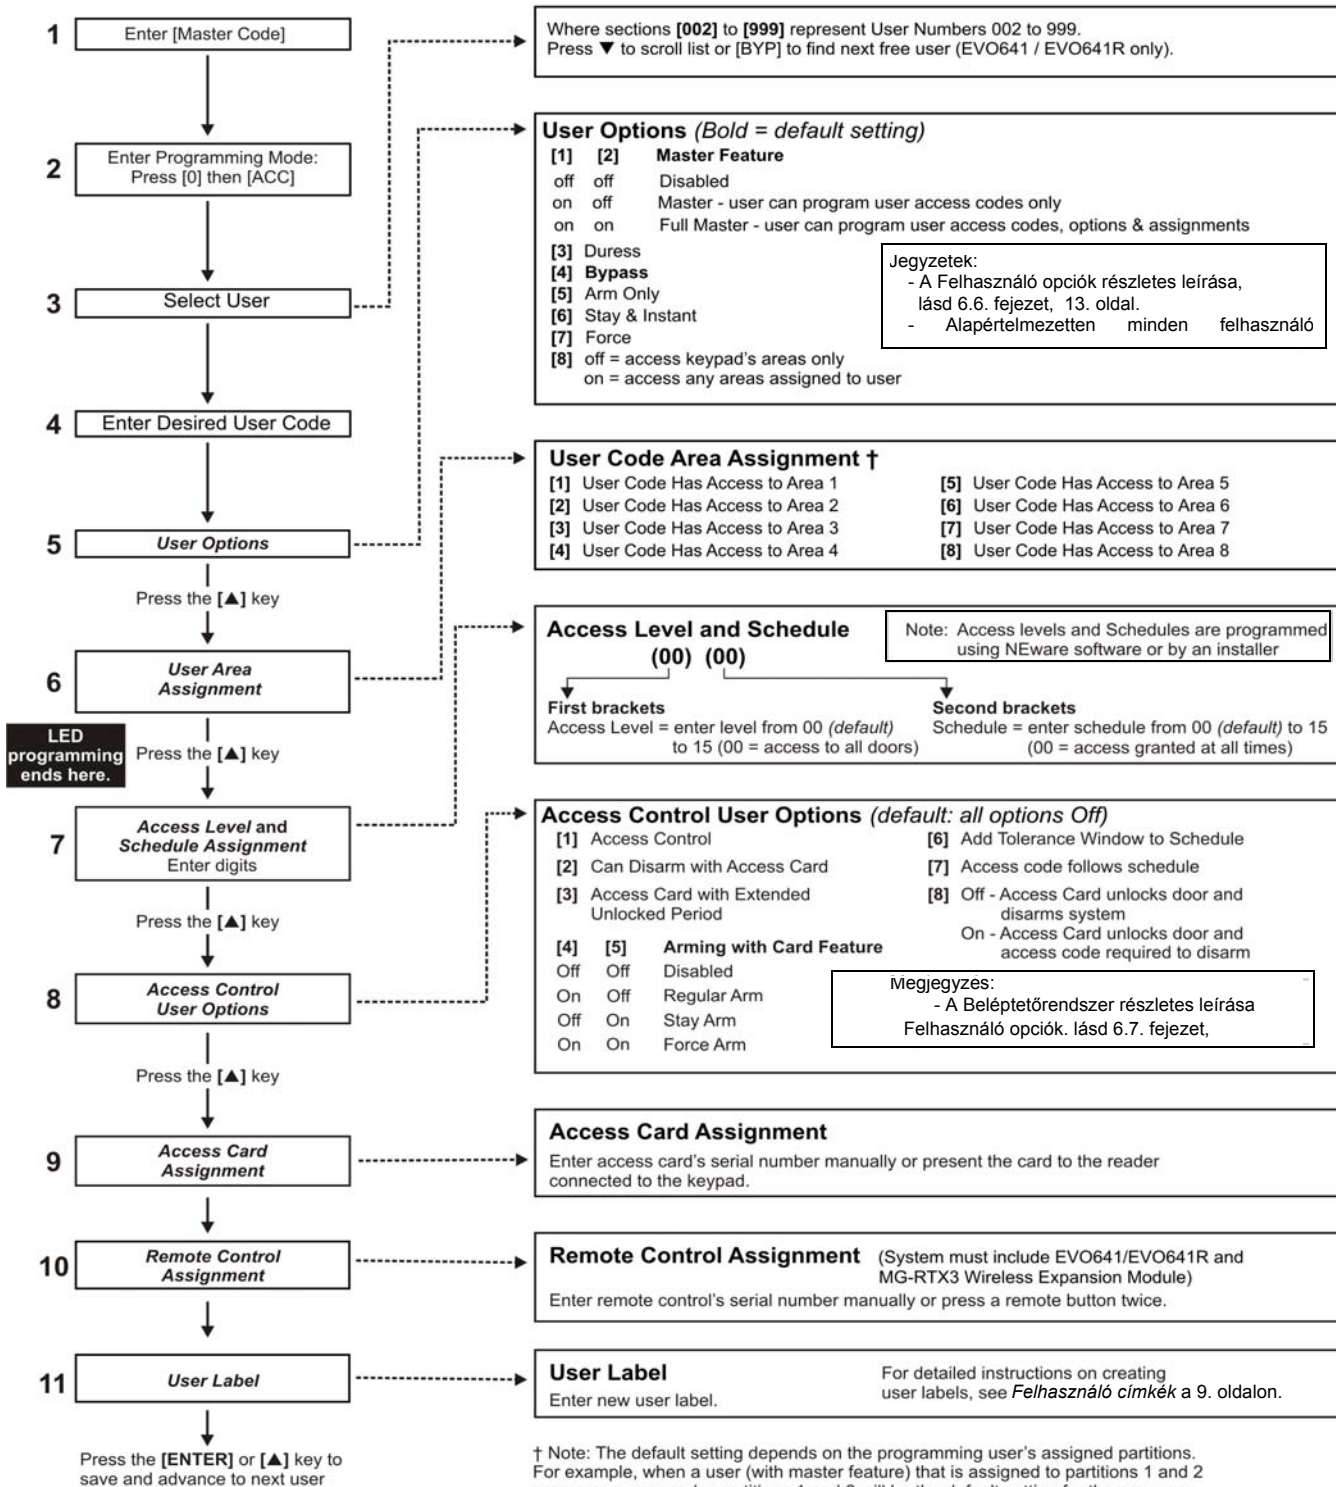 1
Enter [Master Code]
2
Enter Programming Mode:
Press [0] then [ACC]
3
Select User
4
Enter Desired User Code
5
User Options
Press the [▲] key
6
User Area
Assignment
LED
programming
ends here.
Press the [▲] key
7
Access Level and
Schedule Assignment
Enter digits
Press the [▲] key
8
Access Control
User Options
Press the [▲] key
9
Access Card
Assignment
10
Remote Control
Assignment
11
User Label
Press the [ENTER] or [▲] key to
save and advance to next user
Where sections [002] to [999] represent User Numbers 002 to 999.
Press ▼ to scroll list or [BYP] to find next free user (EVO641 / EVO641R only).
User Options (Bold = default setting)
[1] [2] Master Feature
off off Disabled
on off Master - user can program user access codes only
on on Full Master - user can program user access codes, options & assignments
[3] Duress
[4] Bypass
[5] Arm Only
[6] Stay & Instant
[7] Force
[8] off = access keypad's areas only
on = access any areas assigned to user
Jegyzetek:
- A Felhasználó opciók részletes leírása,
lásd 6.6. fejezet, 13. oldal.
- Alapértelmezetten minden felhasználó
User Code Area Assignment †
[1] User Code Has Access to Area 1
[2] User Code Has Access to Area 2
[3] User Code Has Access to Area 3
[4] User Code Has Access to Area 4
[5] User Code Has Access to Area 5
[6] User Code Has Access to Area 6
[7] User Code Has Access to Area 7
[8] User Code Has Access to Area 8
Access Level and Schedule
(00) (00)
Note: Access levels and Schedules are programmed
using NEware software or by an installer
First brackets
Access Level = enter level from 00 (default)
to 15 (00 = access to all doors)
Second brackets
Schedule = enter schedule from 00 (default) to 15
(00 = access granted at all times)
Access Control User Options (default: all options Off)
[1] Access Control
[2] Can Disarm with Access Card
[3] Access Card with Extended
Unlocked Period
[4] [5] Arming with Card Feature
Off Off Disabled
On Off Regular Arm
Off On Stay Arm
On On Force Arm
[6] Add Tolerance Window to Schedule
[7] Access code follows schedule
[8] Off - Access Card unlocks door and
disarms system
On - Access Card unlocks door and
access code required to disarm
Megjegyzés:
- A Beléptetőrendszer részletes leírása
Felhasználó opciók. lásd 6.7. fejezet,
Access Card Assignment
Enter access card's serial number manually or present the card to the reader
connected to the keypad.
Remote Control Assignment (System must include EVO641/EVO641R and
MG-RTX3 Wireless Expansion Module)
Enter remote control's serial number manually or press a remote button twice.
User Label
Enter new user label.
For detailed instructions on creating
user labels, see Felhasználó címkék a 9. oldalon.
† Note: The default setting depends on the programming user's assigned partitions.
For example, when a user (with master feature) that is assigned to partitions 1 and 2